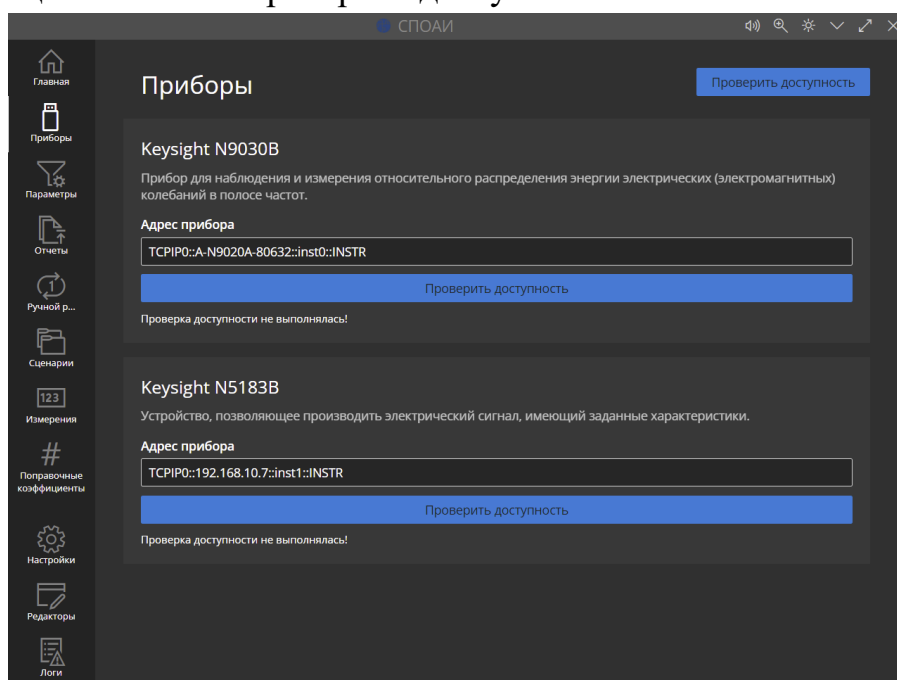 СПОАИ
Главная
Приборы
Параметры
Отчеты
Ручной р...
Сценарии
123
Измерения
#
Поправочные
коэффициенты
Настройки
Редакторы
Логи
Приборы
Проверить доступность
Keysight N9030B
Прибор для наблюдения и измерения относительного распределения энергии электрических (электромагнитных)
колебаний в полосе частот.
Адрес прибора
TCPIP0::A-N9020A-80632::inst0::INSTR
Проверить доступность
Проверка доступности не выполнялась!
Keysight N5183B
Устройство, позволяющее производить электрический сигнал, имеющий заданные характеристики.
Адрес прибора
TCPIP0::192.168.10.7::inst1::INSTR
Проверить доступность
Проверка доступности не выполнялась!